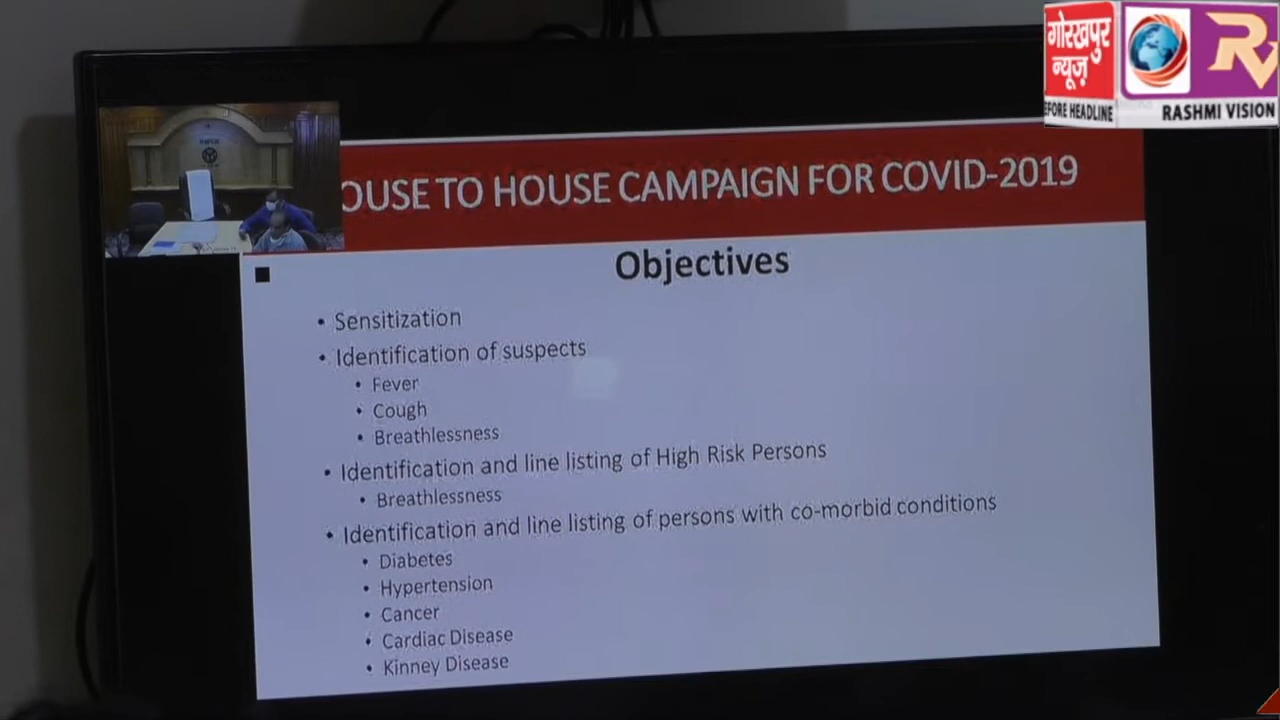 गोरखपुर
न्यूज़
EFORE HEADLINE
RV
RASHMI VISION
OUSE TO HOUSE CAMPAIGN FOR COVID-2019
Objectives
• Sensitization
• Identification of suspects
• Fever
• Cough
• Breathlessness
• Identification and line listing of High Risk Persons
• Breathlessness
• Identification and line listing of persons with co-morbid conditions
• Diabetes
• Hypertension
• Cancer
• Cardiac Disease
• Kinney Disease